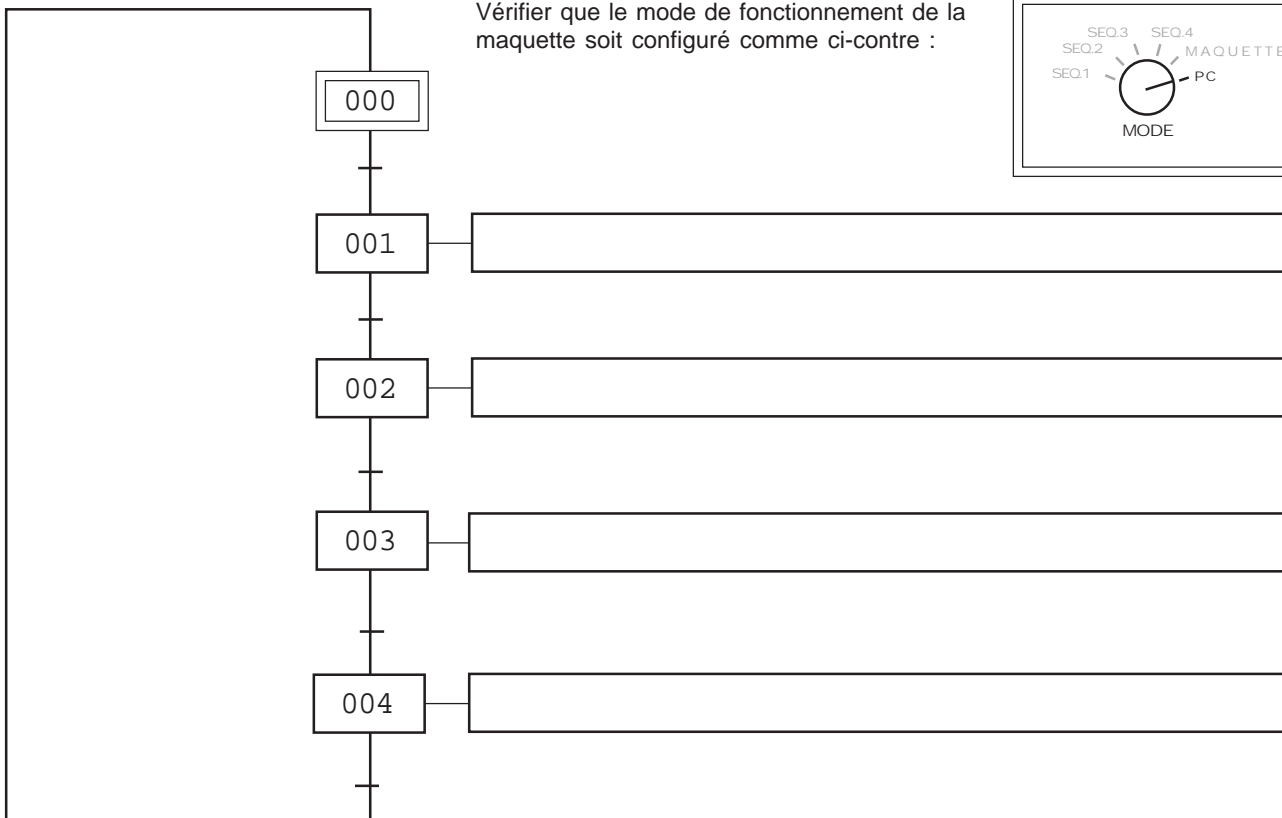 Vérifier que le mode de fonctionnement de la
maquette soit configuré comme ci-contre :
SEQ.3 SEQ.4
SEQ.2 MAQUETTE
SEQ.1 PC
MODE
000
001
002
003
004